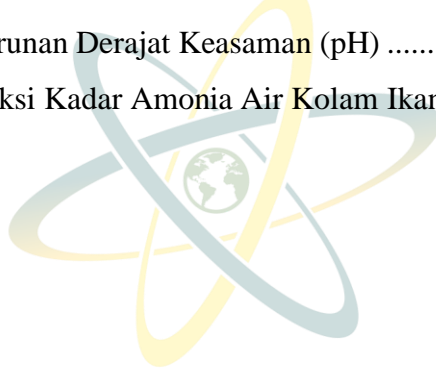 runan Derajat Keasaman (pH) ......
ksi Kadar Amonia Air Kolam Ikan